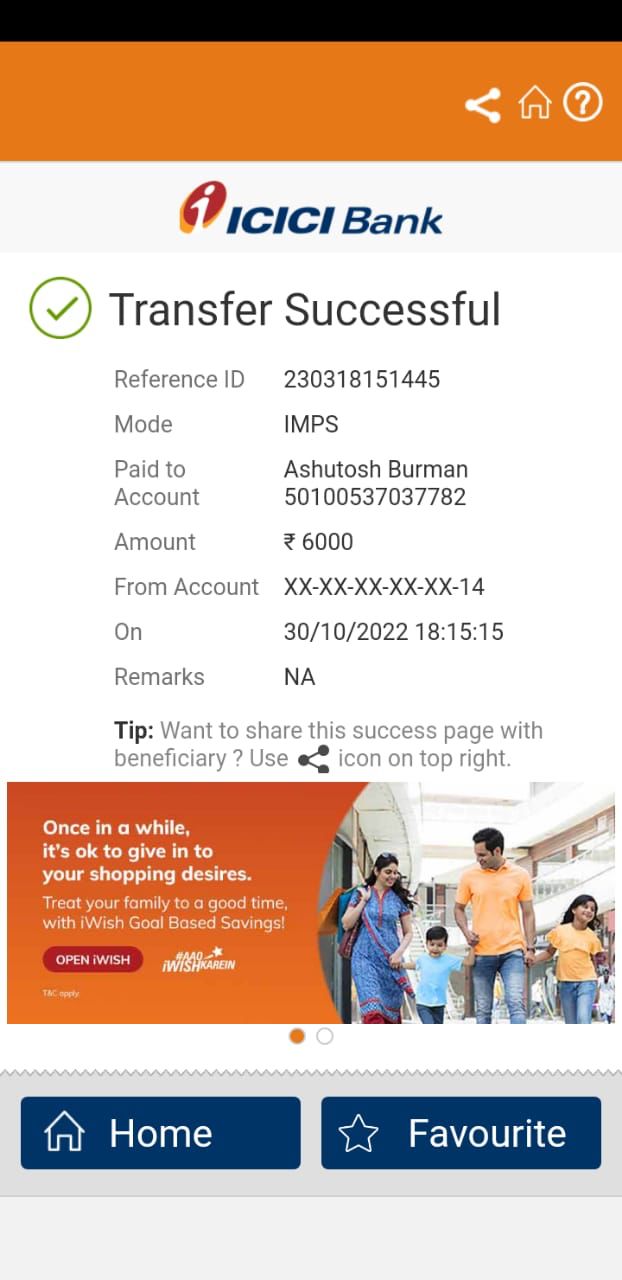 ICICI Bank
Transfer Successful
Reference ID 230318151445
Mode IMPS
Paid to Ashutosh Burman
Account 50100537037782
Amount ₹ 6000
From Account XX-XX-XX-XX-XX-14
On 30/10/2022 18:15:15
Remarks NA
Tip: Want to share this success page with
beneficiary ? Use icon on top right.
Once in a while,
it's ok to give in to
your shopping desires.
Treat your family to a good time,
with iWish Goal Based Savings!
OPEN iWISH
#AAO
iWISHKAREIN
T&C apply.
Home
Favourite